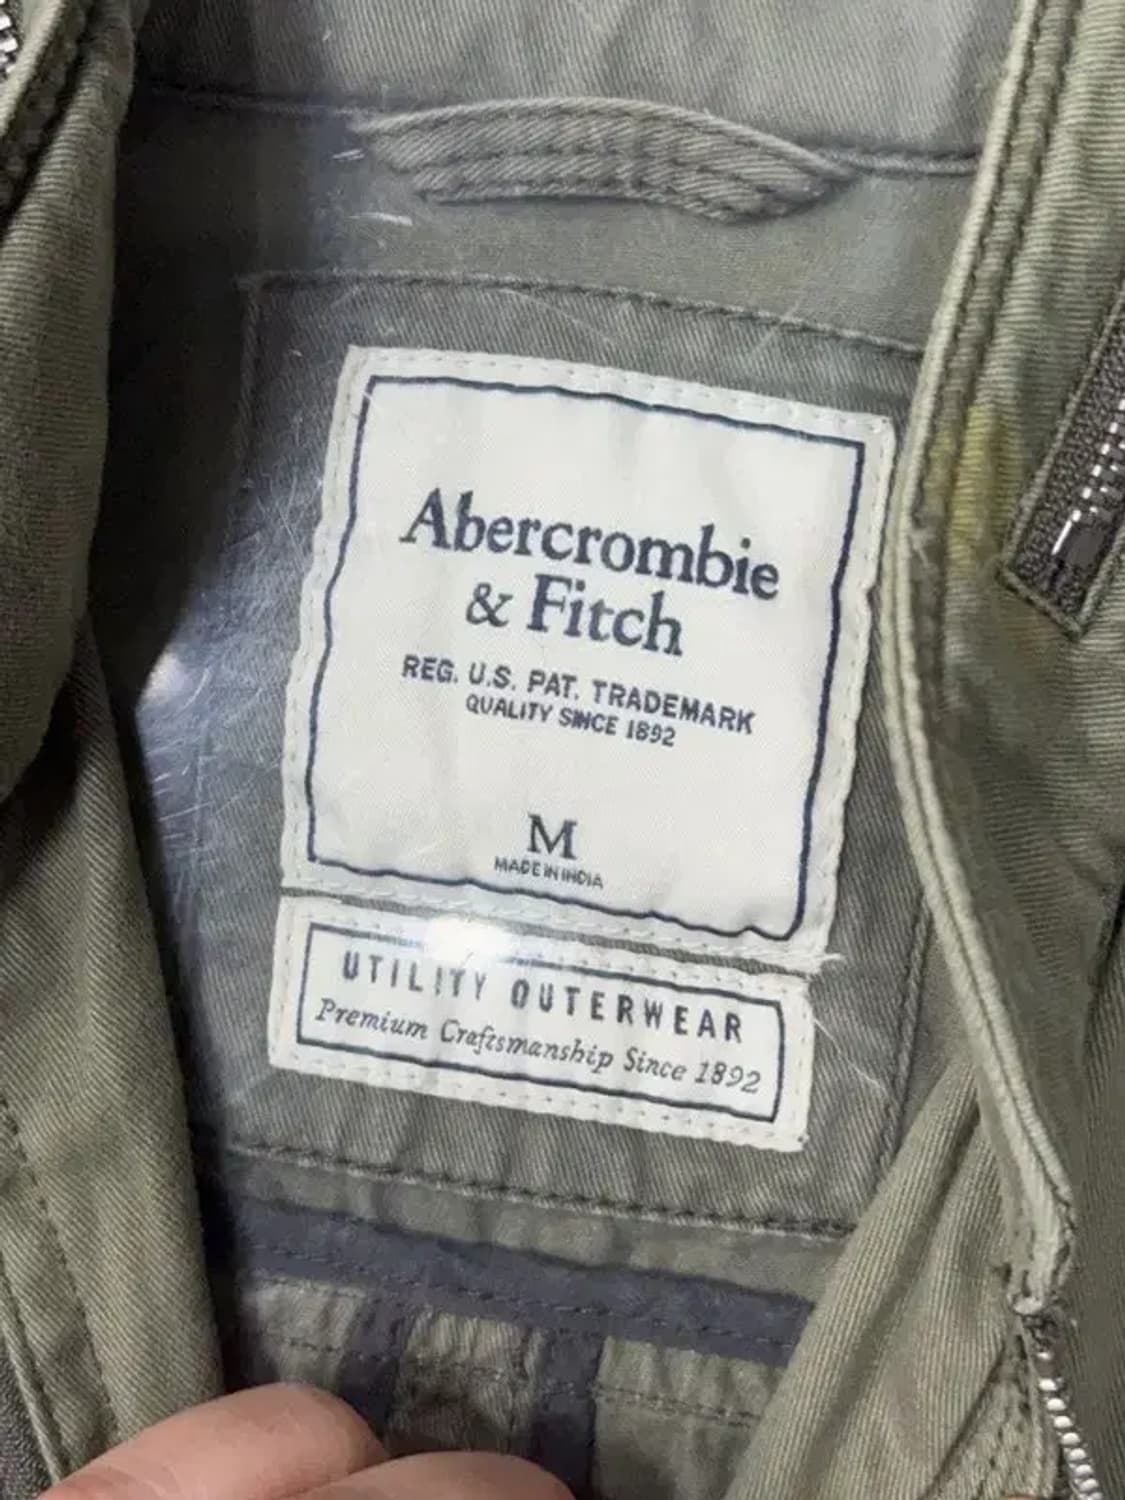 Abercrombie
& Fitch
REG. U.S. PAT. TRADEMARK
QUALITY SINCE 1892
M
MADE IN INDIA
UTILITY OUTERWEAR
Premium Craftsmanship Since 1892